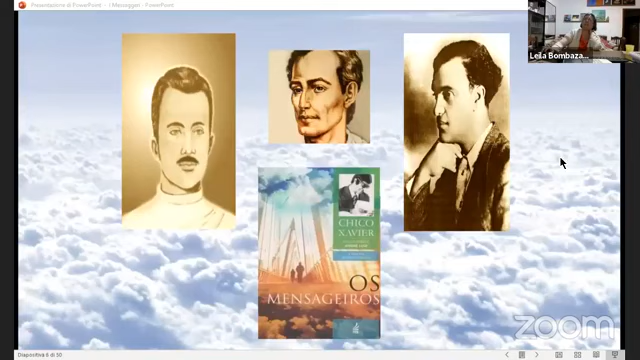 Presentazione di PowerPoint - I Messaggeri - PowerPoint
Leila Bombaza...
CHICO
XAVIER
OS
MENSAGEIROS
zoom
Diapositiva 6 di 50